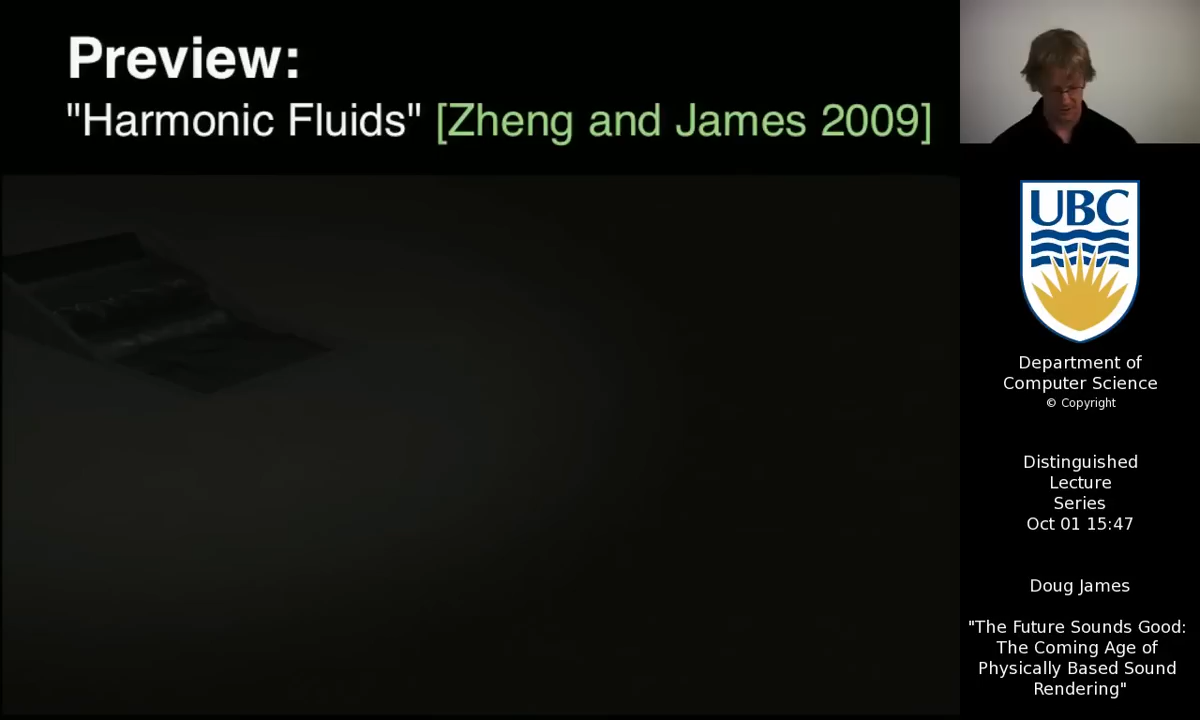 Preview:
"Harmonic Fluids" [Zheng and James 2009]
UBC
Department of
Computer Science
© Copyright
Distinguished
Lecture
Series
Oct 01 15:47
Doug James
"The Future Sounds Good:
The Coming Age of
Physically Based Sound
Rendering"